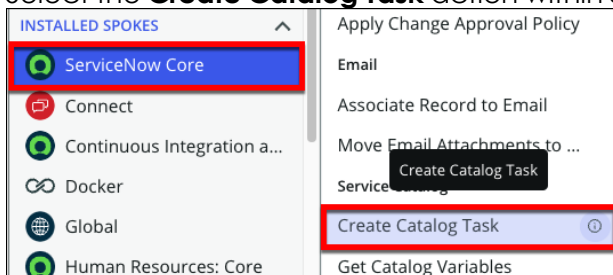 Select the Create Catalog Task action within
INSTALLED SPOKES
ServiceNow Core
Connect
Continuous Integration a...
Docker
Global
Human Resources: Core
Apply Change Approval Policy
Email
Associate Record to Email
Move Email Attachments to ...
Create Catalog Task
Service Catalog
Create Catalog Task
Get Catalog Variables